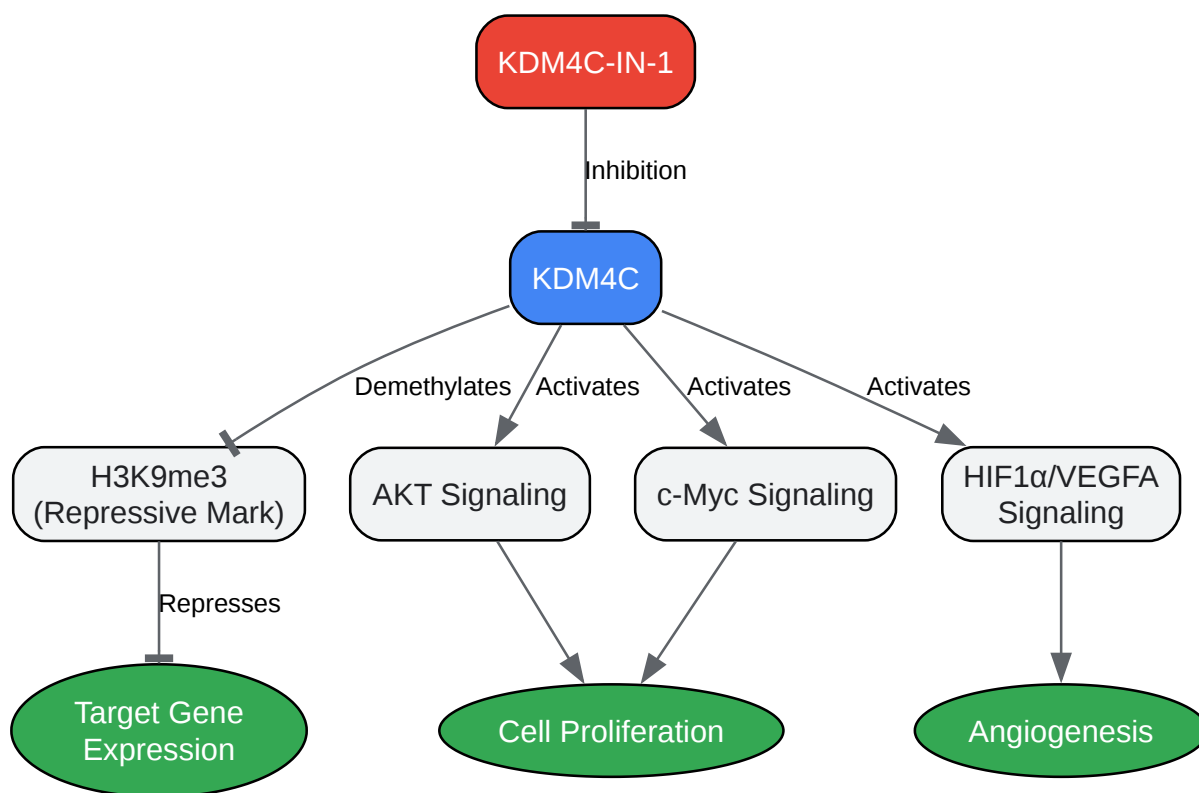 KDM4C-IN-1
Inhibition
KDM4C
Demethylates
Activates
Activates
Activates
H3K9me3
(Repressive Mark)
AKT Signaling
c-Myc Signaling
HIF1α/VEGFA
Signaling
Represses
Target Gene
Expression
Cell Proliferation
Angiogenesis